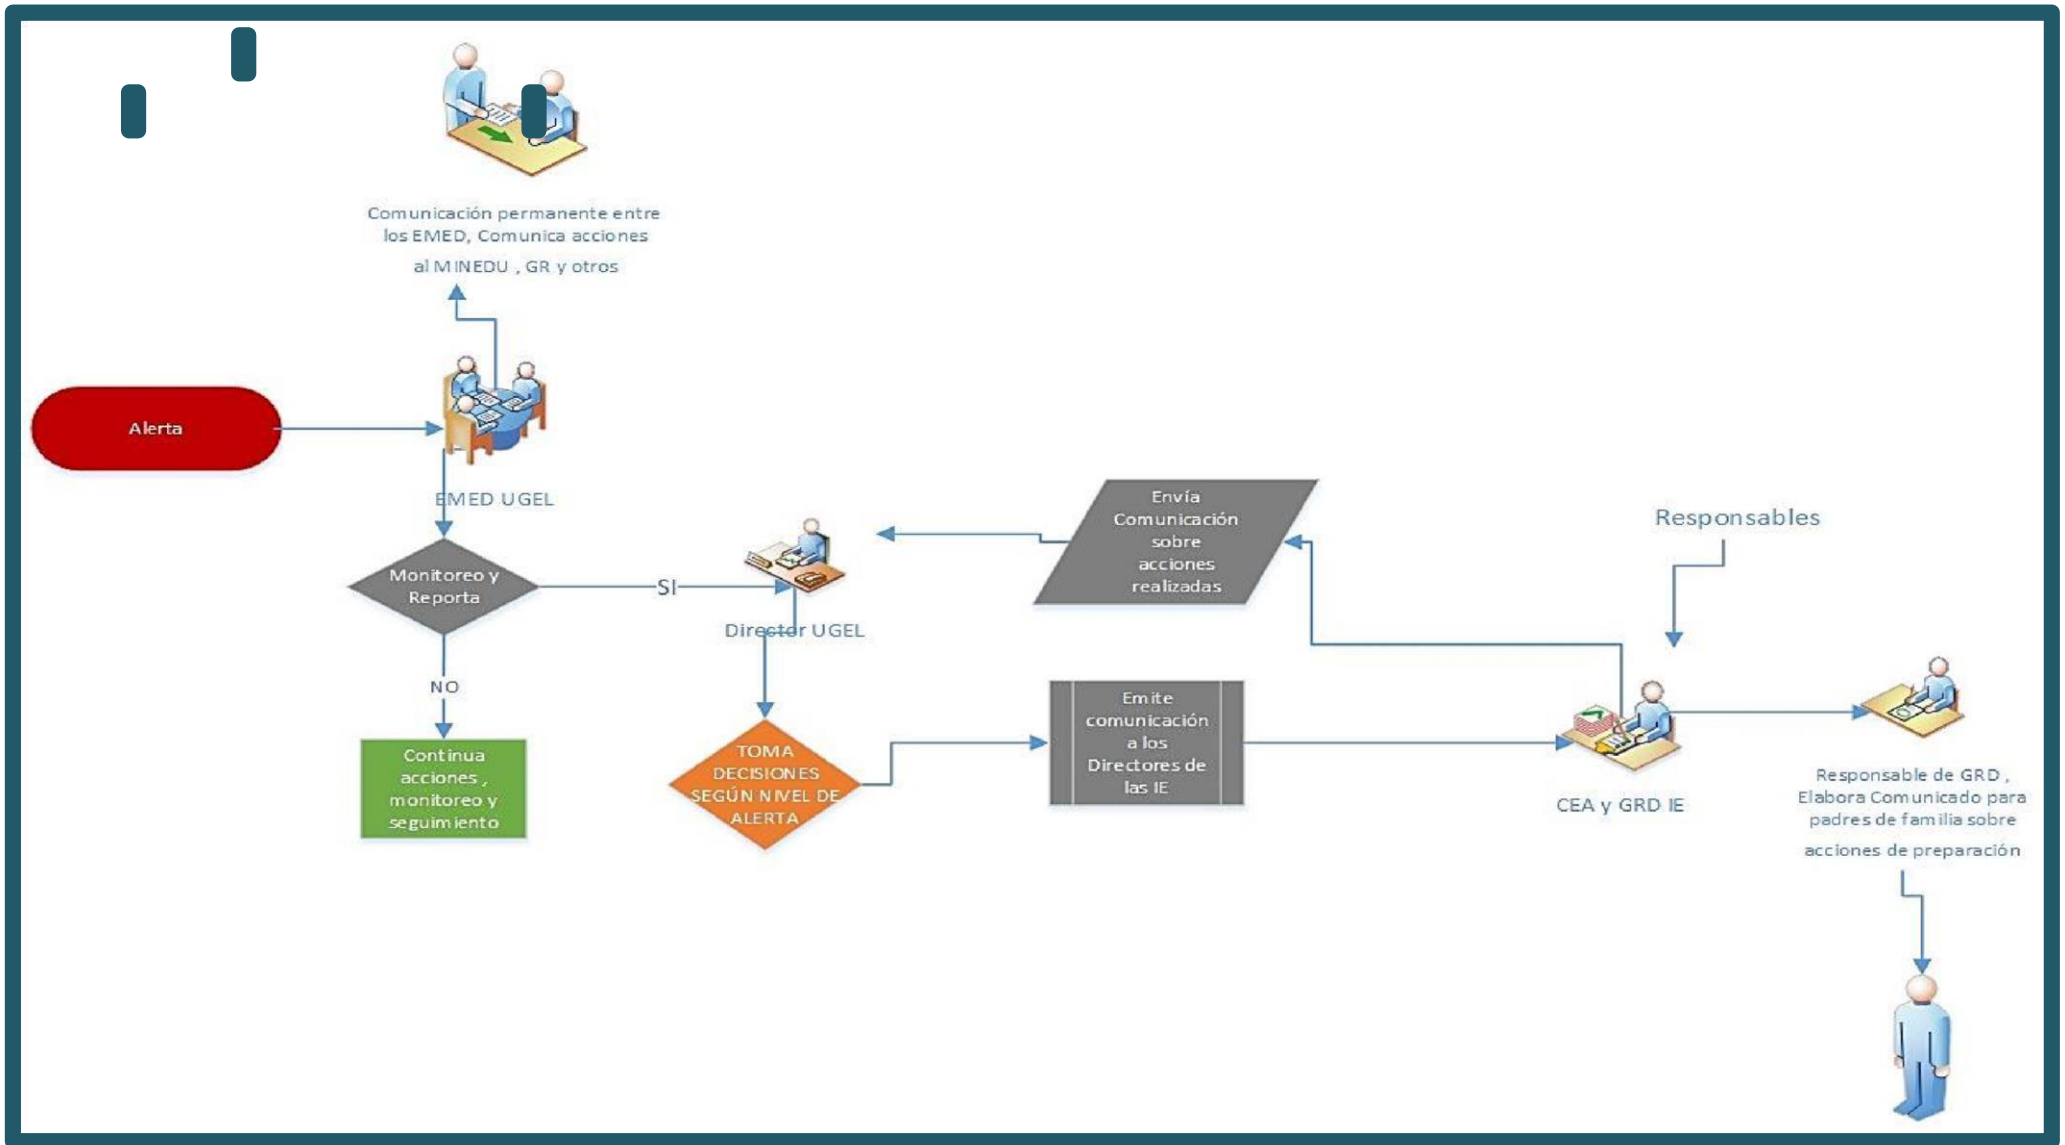 Comunicación permanente entre
los EMED, Comunica acciones
al MINEDU , GR y otros
Alerta
EMED UGEL
Monitoreo y
Reporta
SI
NO
Continua
acciones ,
monitoreo y
seguimiento
Director UGEL
TOMA
DECISIONES
SEGÚN NIVEL DE
ALERTA
Envía
Comunicación
sobre
acciones
realizadas
Emite
comunicación
a los
Directores de
las IE
Responsables
CEA y GRD IE
Responsable de GRD ,
Elabora Comunicado para
padres de familia sobre
acciones de preparación